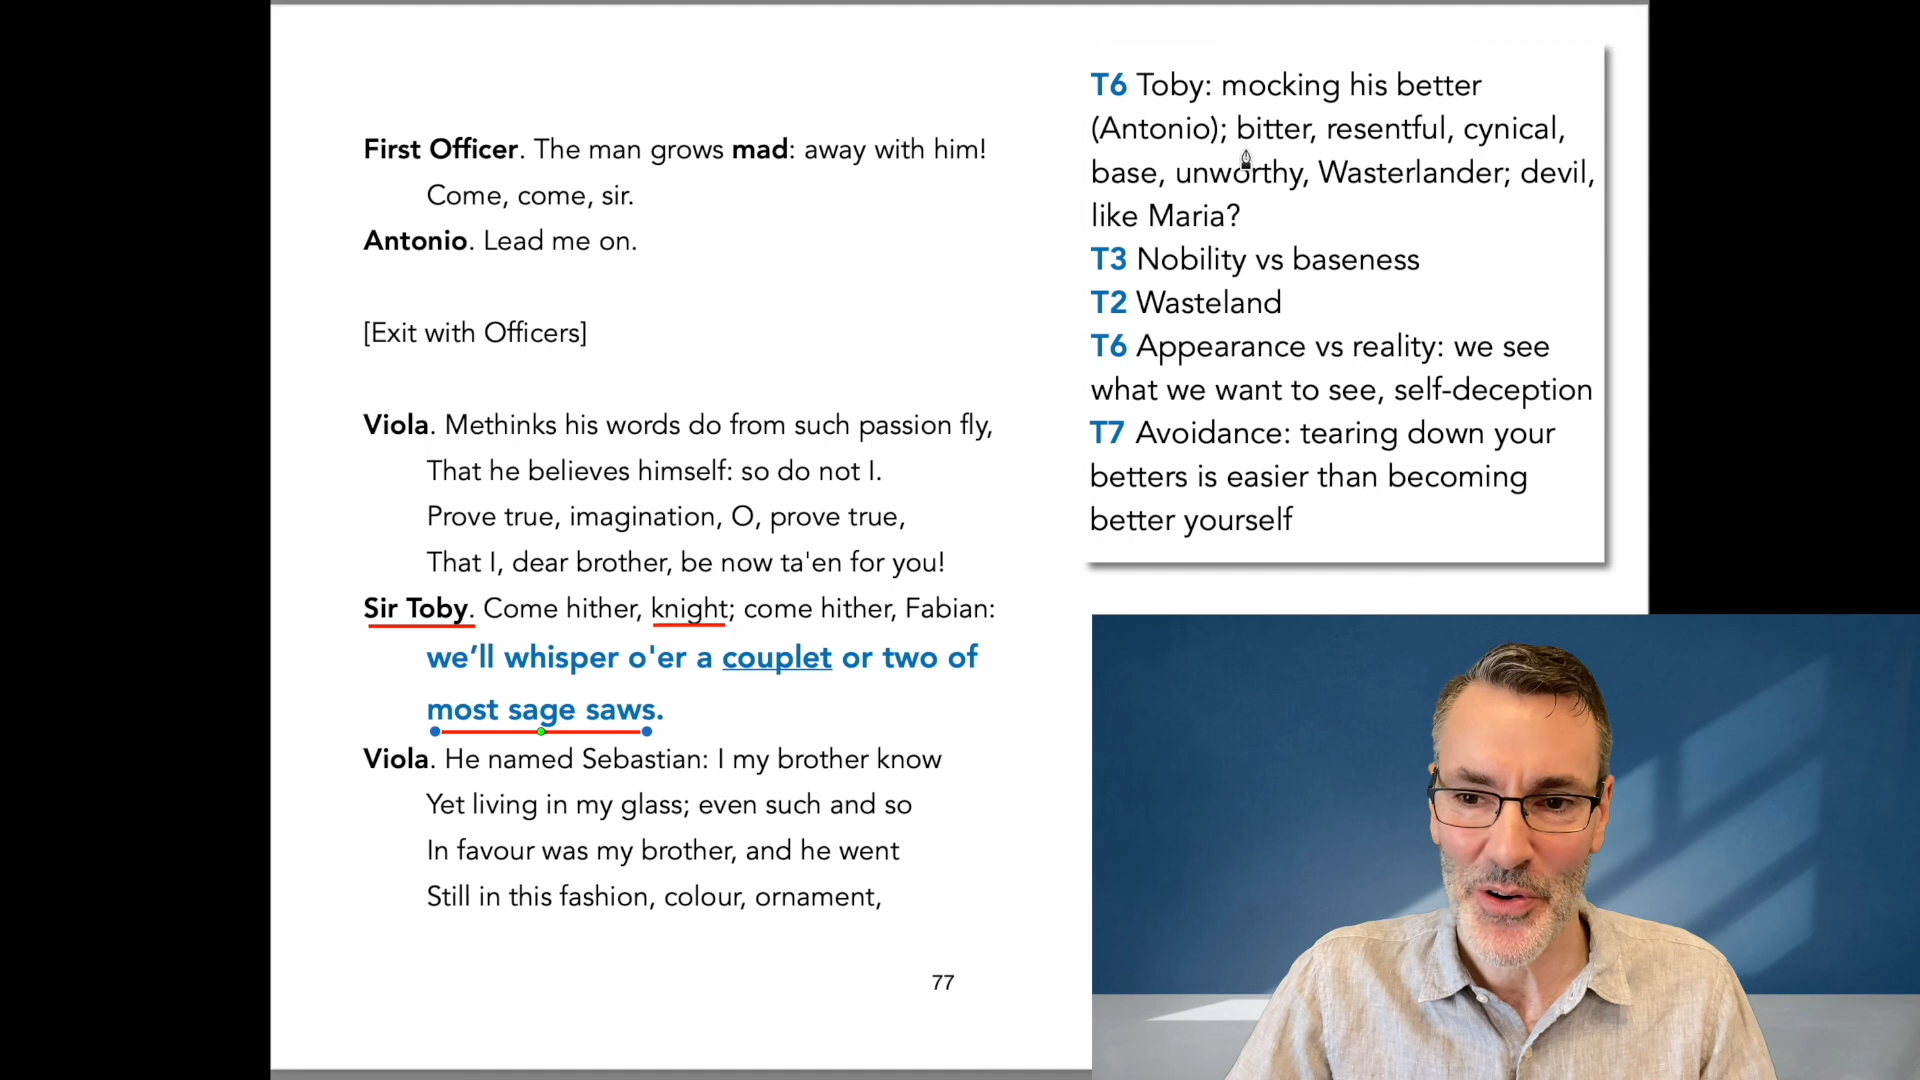 First Officer. The man grows mad: away with him!
Come, come, sir.
Antonio. Lead me on.
[Exit with Officers]
Viola. Methinks his words do from such passion fly,
That he believes himself: so do not I.
Prove true, imagination, O, prove true,
That I, dear brother, be now ta'en for you!
Sir Toby. Come hither, knight; come hither, Fabian:
we’ll whisper o'er a couplet or two of
most sage saws.
Viola. He named Sebastian: I my brother know
Yet living in my glass; even such and so
In favour was my brother, and he went
Still in this fashion, colour, ornament,
77
T6 Toby: mocking his better
(Antonio); bitter, resentful, cynical,
base, unworthy, Wasterlander; devil,
like Maria?
T3 Nobility vs baseness
T2 Wasteland
T6 Appearance vs reality: we see
what we want to see, self-deception
T7 Avoidance: tearing down your
betters is easier than becoming
better yourself